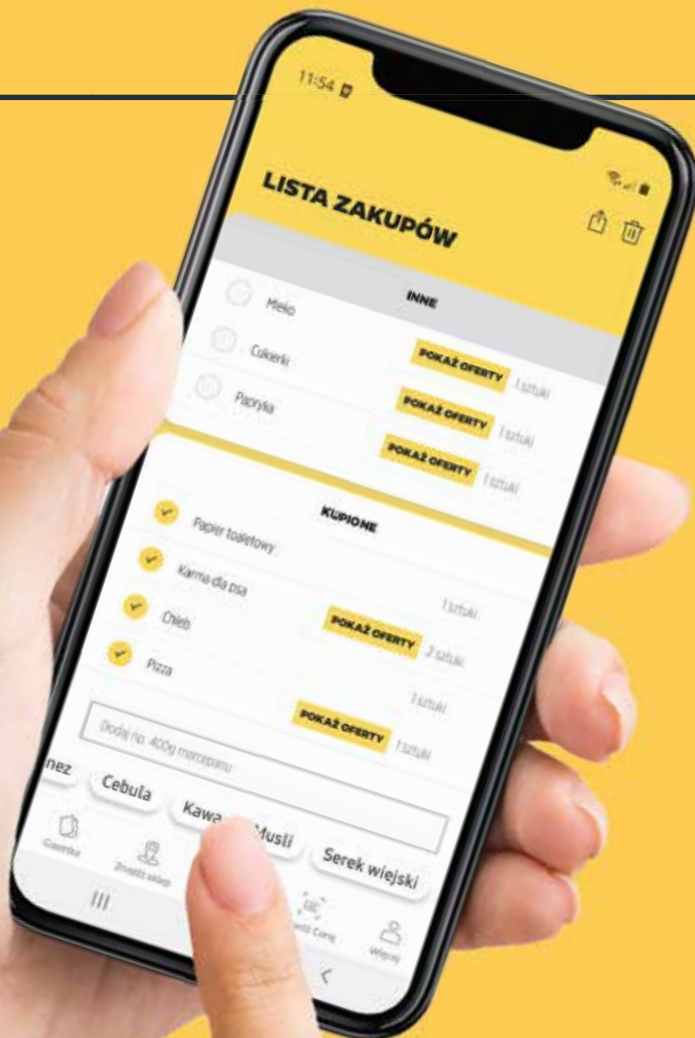 11:54
LISTA ZAKUPÓW
INNE
Mleko
POKAŻ OFERTY 1 sztuki
Cukierki
POKAŻ OFERTY 1 sztuki
Papryka
POKAŻ OFERTY 1 sztuki
KUPIONE
Papier toaletowy
1 sztuki
Karma dla psa
POKAŻ OFERTY 2 sztuki
Chleb
1 sztuki
Pizza
POKAŻ OFERTY 1 sztuki
Dodaj np. 400g marcepanu
nez Cebula Kawa Musli Serek wiejski
Gazetka Znajdź sklep Cenę Więcej